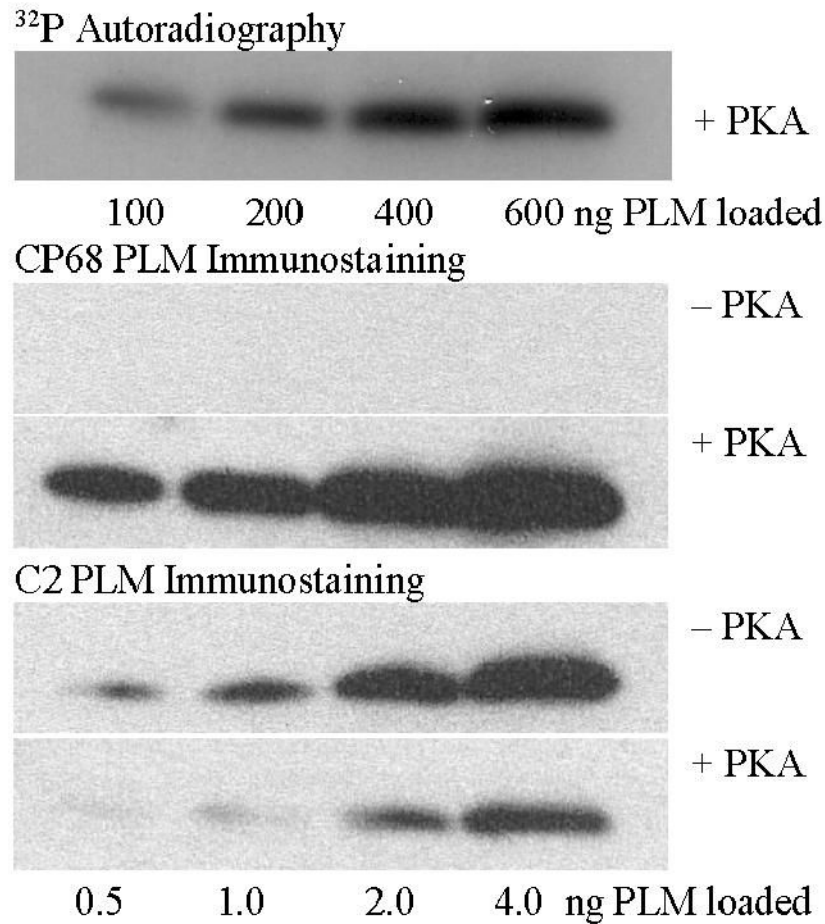 ³²P Autoradiography
+ PKA
100 200 400 600 ng PLM loaded
CP68 PLM Immunostaining
– PKA
+ PKA
C2 PLM Immunostaining
– PKA
+ PKA
0.5 1.0 2.0 4.0 ng PLM loaded